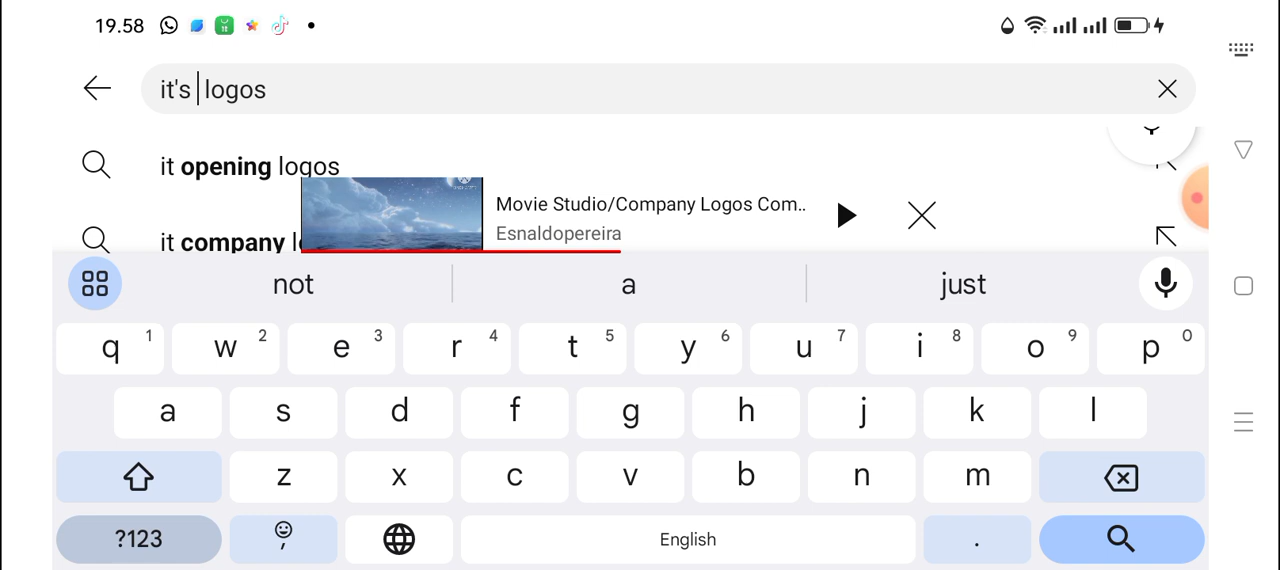 19.58
it's logos
it opening logos
it company l
Movie Studio/Company Logos Com..
Esnaldopereira
not a just
q 1 w 2 e 3 r 4 t 5 y 6 u 7 i 8 o 9 p 0
a s d f g h j k l
z x c v b n m
?123 , English .